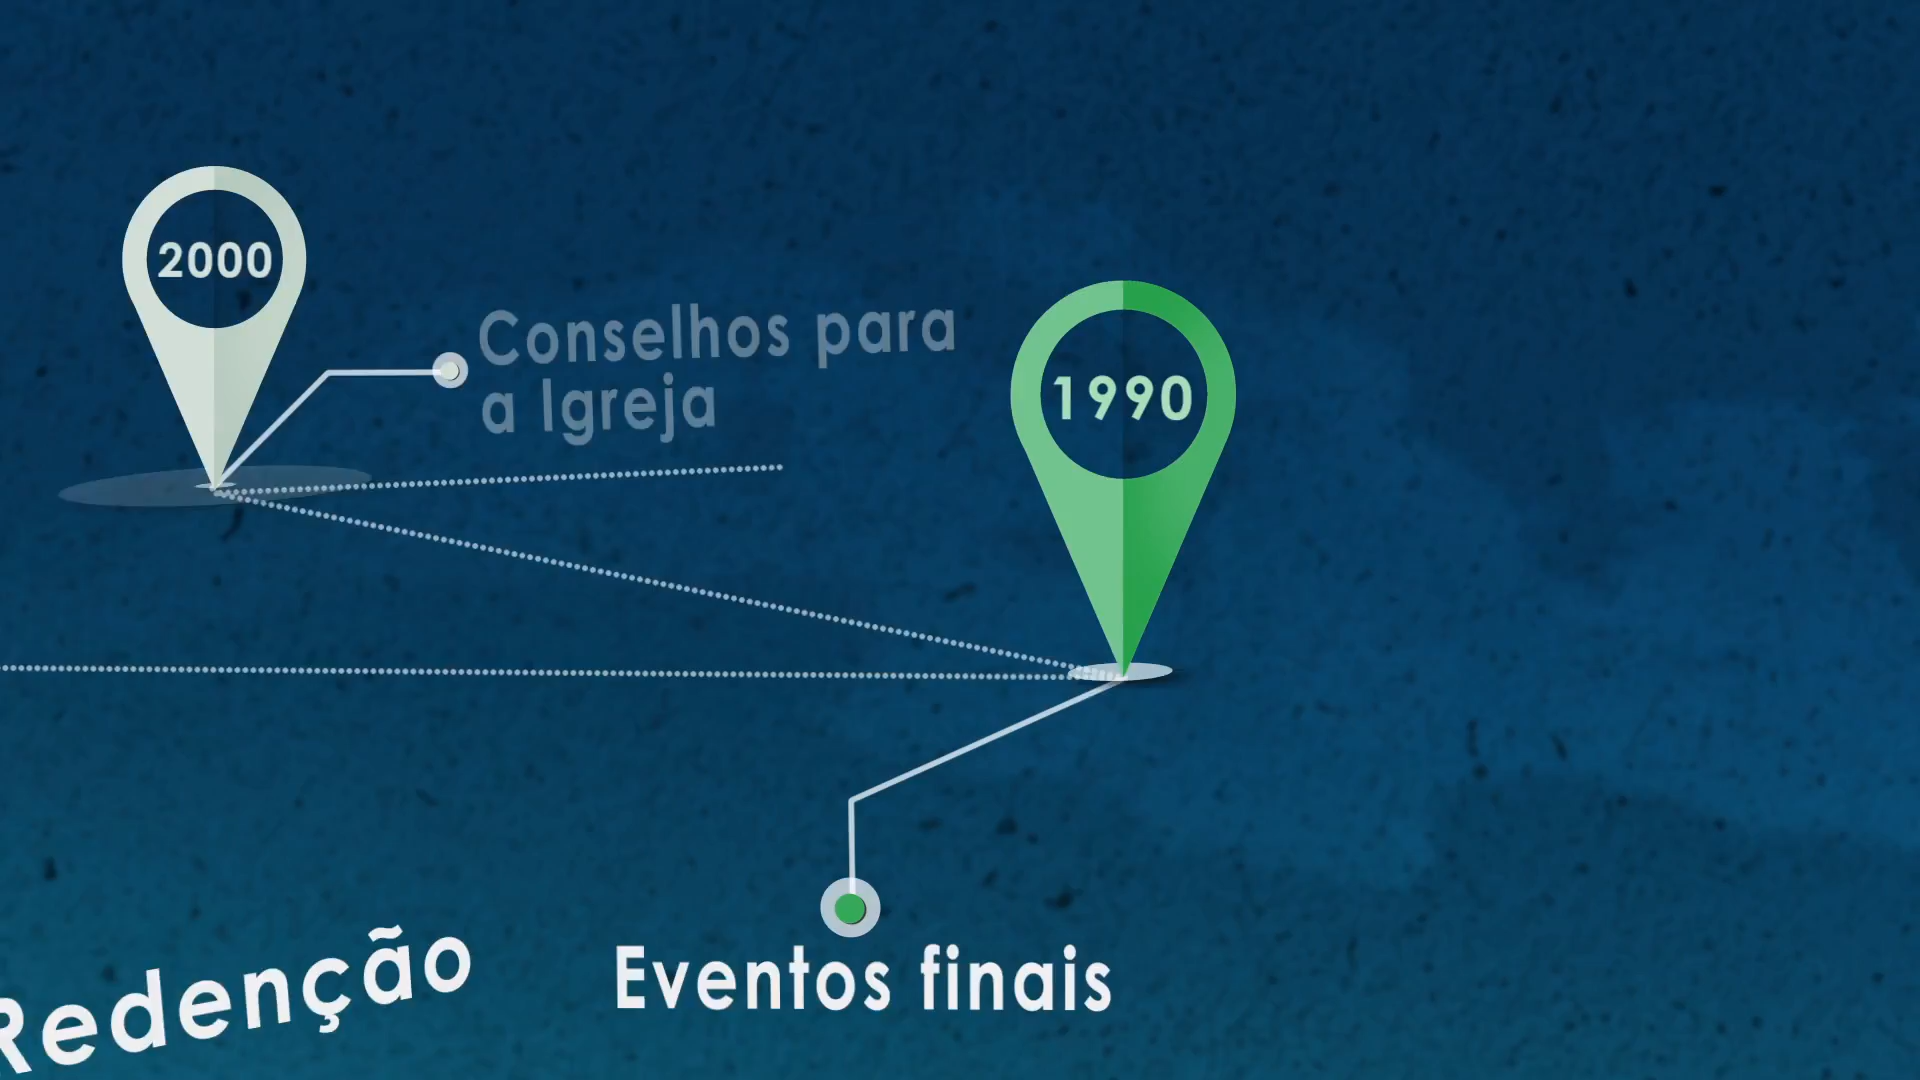 2000
Conselhos para
a Igreja
1990
Redenção
Eventos finais